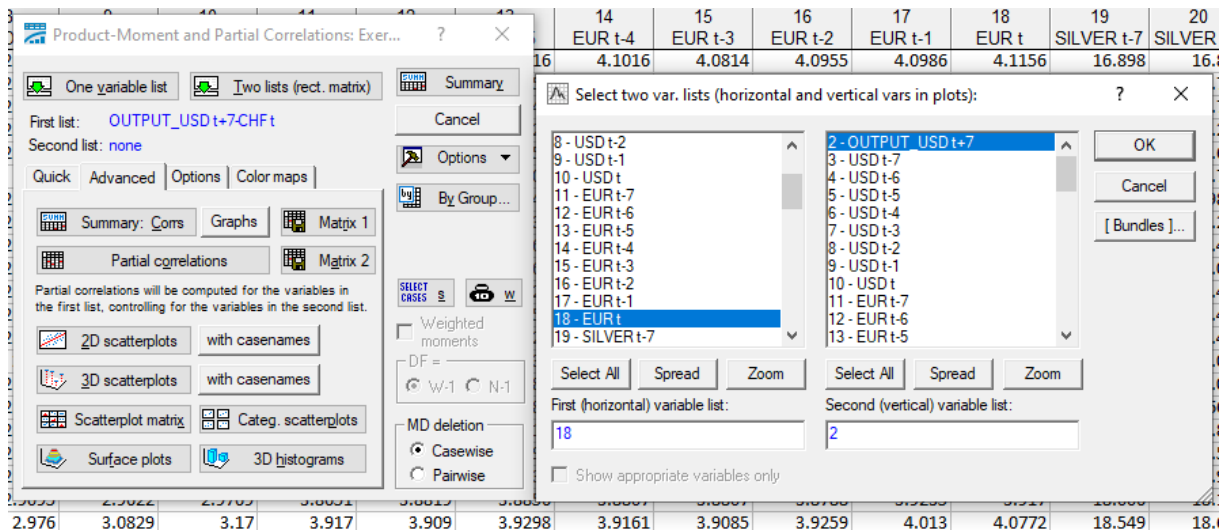 14 15 16 17 18 19 20
EUR t-4 EUR t-3 EUR t-2 EUR t-1 EUR t SILVER t-7 SILVER
4.1016 4.0814 4.0955 4.0986 4.1156 16.898
Product-Moment and Partial Correlations: Exer... ? ×
One variable list Two lists (rect. matrix)
First list: OUTPUT_USD t+7-CHF t
Second list: none
Quick Advanced Options Color maps
Summary: Corrs Graphs Matrix 1
Partial correlations Matrix 2
Partial correlations will be computed for the variables in
the first list, controlling for the variables in the second list.
2D scatterplots with casenames
3D scatterplots with casenames
Scatterplot matrix Categ. scatterplots
Surface plots 3D histograms
SUMM Summary
Cancel
Options
By Group...
SELECT CASES S W
Weighted
moments
DF =
W-1 N-1
MD deletion
Casewise
Pairwise
Select two var. lists (horizontal and vertical vars in plots): ? ×
8 - USD t-2
9 - USD t-1
10 - USD t
11 - EUR t-7
12 - EUR t-6
13 - EUR t-5
14 - EUR t-4
15 - EUR t-3
16 - EUR t-2
17 - EUR t-1
18 - EUR t
19 - SILVER t-7
2 - OUTPUT_USD t+7
3 - USD t-7
4 - USD t-6
5 - USD t-5
6 - USD t-4
7 - USD t-3
8 - USD t-2
9 - USD t-1
10 - USD t
11 - EUR t-7
12 - EUR t-6
13 - EUR t-5
OK
Cancel
[ Bundles ]...
Select All Spread Zoom
Select All Spread Zoom
First (horizontal) variable list:
18
Second (vertical) variable list:
2
Show appropriate variables only
2.976 3.0829 3.17 3.917 3.909 3.9298 3.9161 3.9085 3.9259 4.013 4.0772 18.549